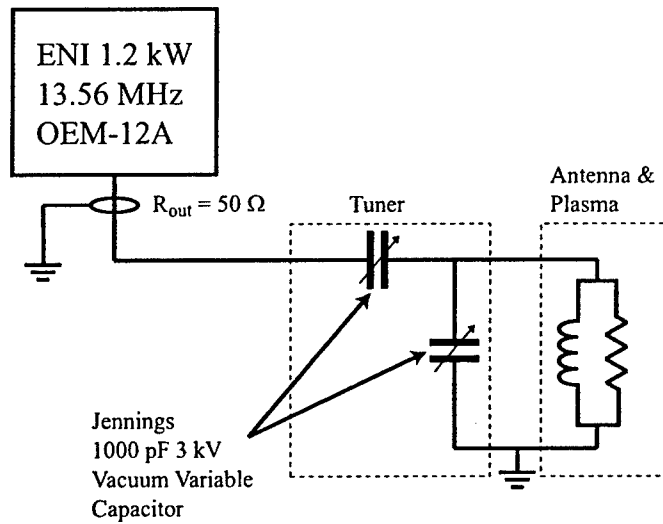 ENI 1.2 kW
13.56 MHz
OEM-12A
R_out = 50 Ω
Tuner
Antenna &
Plasma
Jennings
1000 pF 3 kV
Vacuum Variable
Capacitor